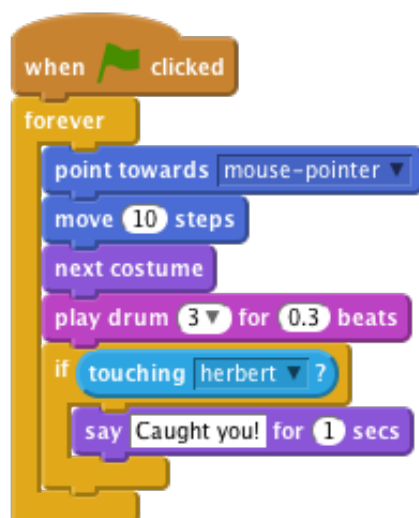 when clicked
forever
point towards mouse-pointer
move 10 steps
next costume
play drum 3 for 0.3 beats
if touching herbert ?
say Caught you! for 1 secs